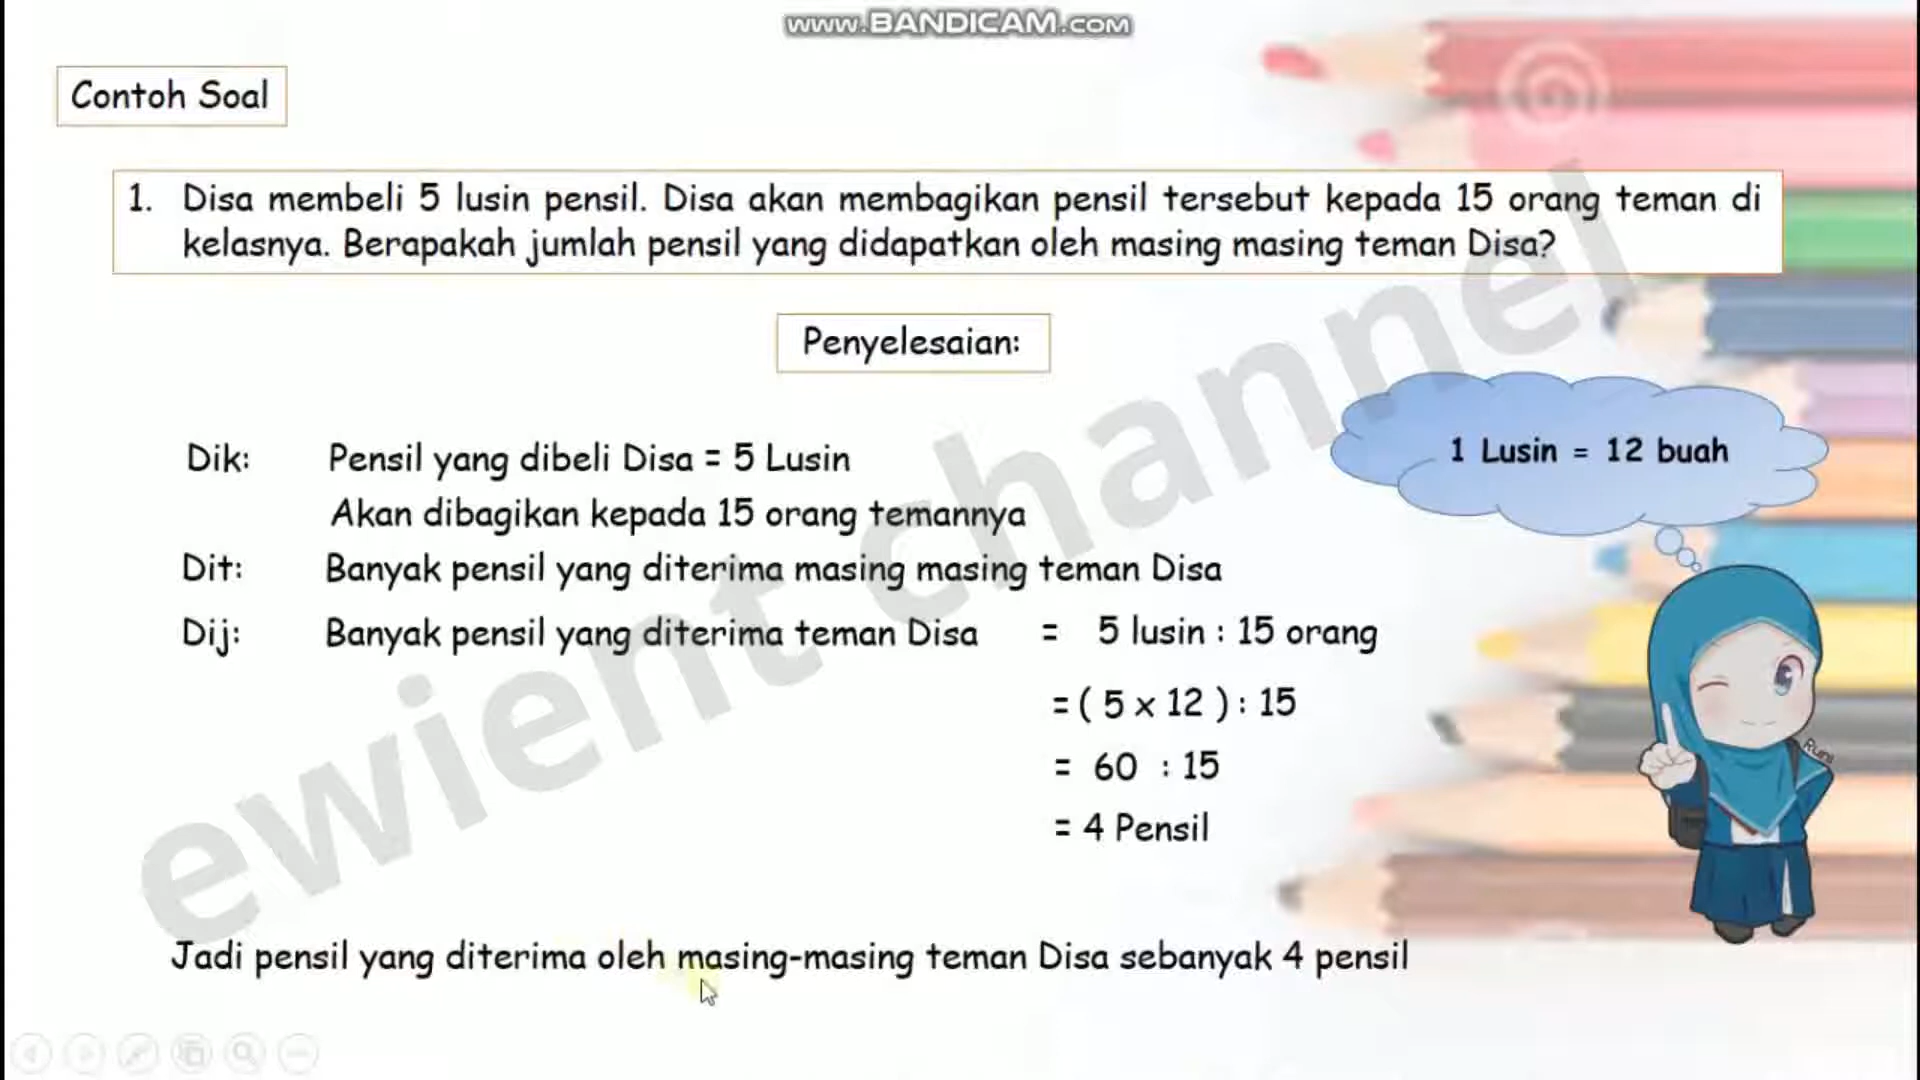 www.BANDICAM.com
Contoh Soal
1. Disa membeli 5 lusin pensil. Disa akan membagikan pensil tersebut kepada 15 orang teman di
kelasnya. Berapakah jumlah pensil yang didapatkan oleh masing masing teman Disa?
Penyelesaian:
1 Lusin = 12 buah
Dik: Pensil yang dibeli Disa = 5 Lusin
Akan dibagikan kepada 15 orang temannya
Dit: Banyak pensil yang diterima masing masing teman Disa
Dij: Banyak pensil yang diterima teman Disa = 5 lusin : 15 orang
= ( 5 x 12 ) : 15
= 60 : 15
= 4 Pensil
Jadi pensil yang diterima oleh masing-masing teman Disa sebanyak 4 pensil
ewient channel
Runi